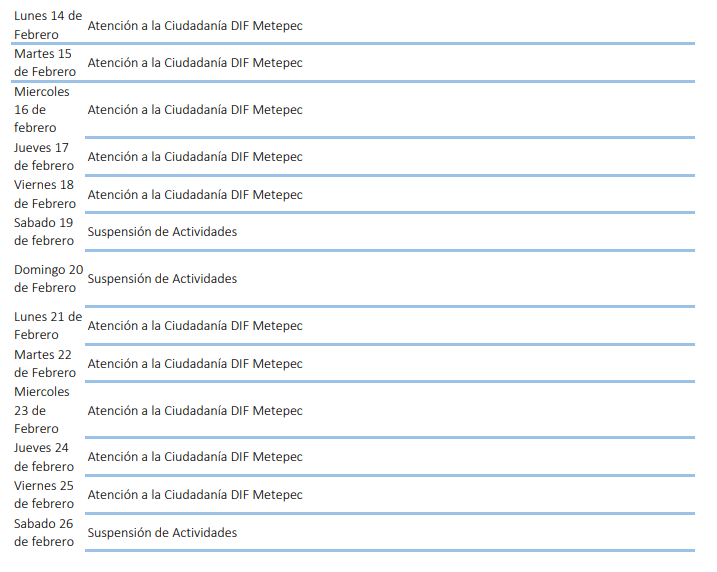 Lunes 14 de
Febrero
Atención a la Ciudadanía DIF Metepec
Martes 15
de Febrero
Atención a la Ciudadanía DIF Metepec
Miercoles
16 de
febrero
Atención a la Ciudadanía DIF Metepec
Jueves 17
de febrero
Atención a la Ciudadanía DIF Metepec
Viernes 18
de Febrero
Atención a la Ciudadanía DIF Metepec
Sabado 19
de febrero
Suspensión de Actividades
Domingo 20
de Febrero
Suspensión de Actividades
Lunes 21 de
Febrero
Atención a la Ciudadanía DIF Metepec
Martes 22
de Febrero
Atención a la Ciudadanía DIF Metepec
Miercoles
23 de
Febrero
Atención a la Ciudadanía DIF Metepec
Jueves 24
de febrero
Atención a la Ciudadanía DIF Metepec
Viernes 25
de febrero
Atención a la Ciudadanía DIF Metepec
Sabado 26
de febrero
Suspensión de Actividades